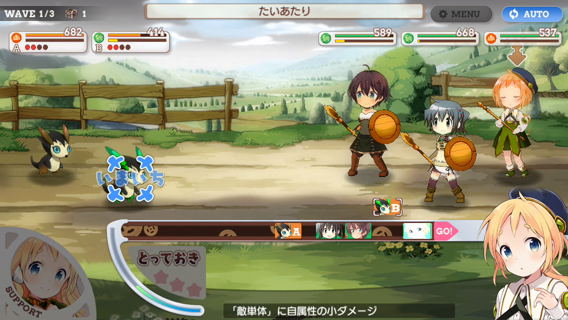 WAVE 1/3 1
たいあたり
MENU
AUTO
682
414
589
668
537
A
B
いまいち
B
A
GO!
とっておき
SUPPORT
「敵単体」に自属性の小ダメージ